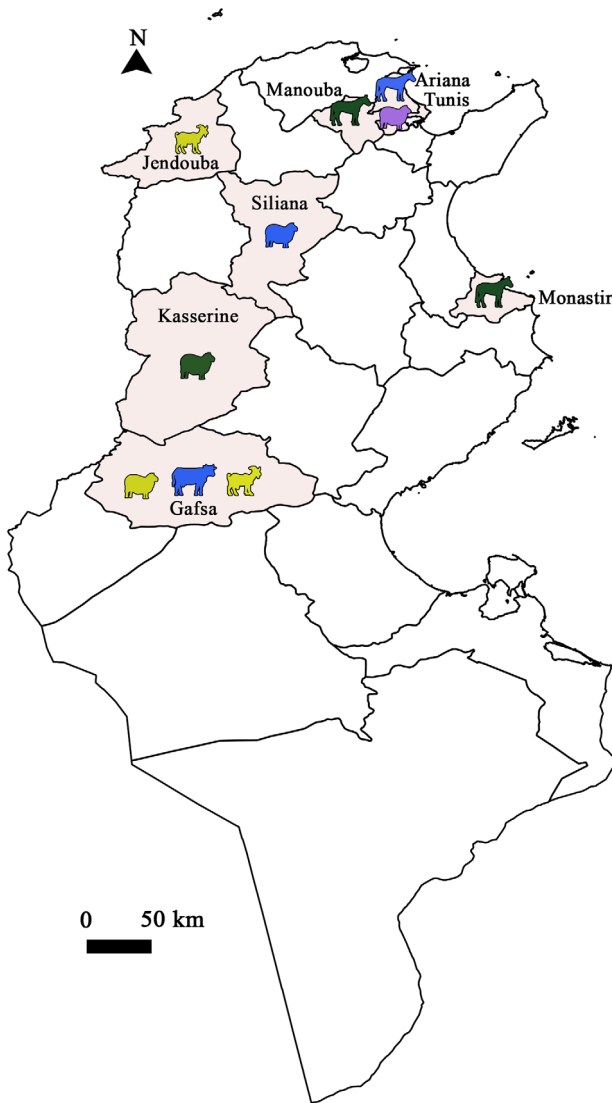 N
Manouba
Ariana
Tunis
Jendouba
Siliana
Monastir
Kasserine
Gafsa
0 50 km